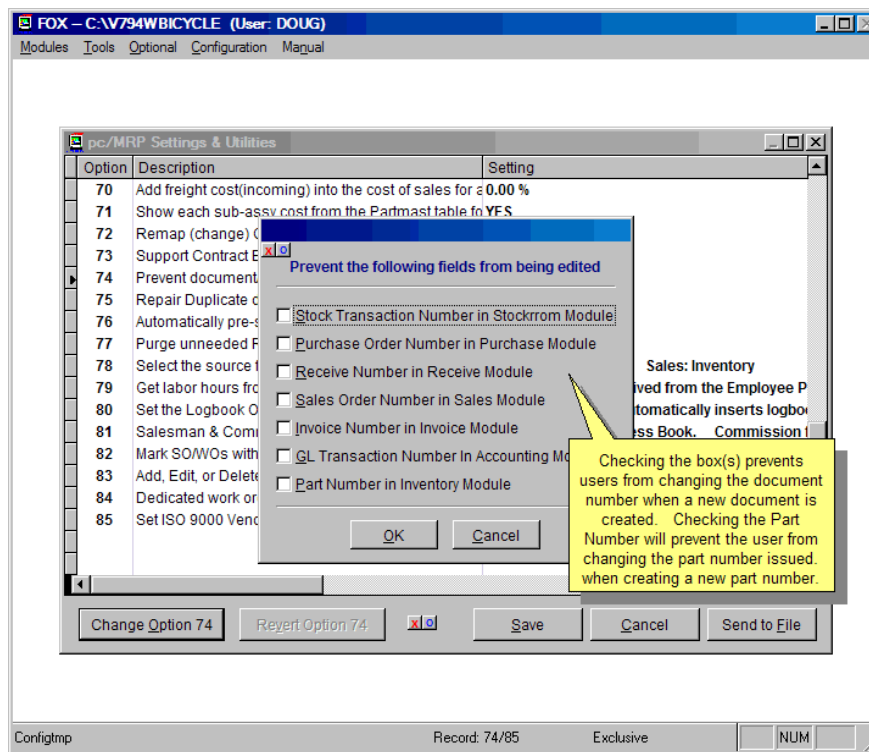 FOX – C:\V794WBICYCLE (User: DOUG)
Modules Tools Optional Configuration Manual
pc/MRP Settings & Utilities
Option Description Setting
70 Add freight cost(incoming) into the cost of sales for a 0.00 %
71 Show each sub-assy cost from the Partmast table fo YES
72 Remap (change)
73 Support Contract E
74 Prevent document
75 Repair Duplicate
76 Automatically pre-s
77 Purge unneeded F
78 Select the source Sales: Inventory
79 Get labor hours fro ived from the Employee P
80 Set the Logbook O tomatically inserts logbo
81 Salesman & Com ess Book. Commission
82 Mark SO/WOs with
83 Add, Edit, or Delete
84 Dedicated work or
85 Set ISO 9000 Vend
X O
Prevent the following fields from being edited
Stock Transaction Number in Stockrrom Module
Purchase Order Number in Purchase Module
Receive Number in Receive Module
Sales Order Number in Sales Module
Invoice Number in Invoice Module
GL Transaction Number In Accounting Mo
Part Number in Inventory Module
OK Cancel
Checking the box(s) prevents
users from changing the document
number when a new document is
created. Checking the Part
Number will prevent the user from
changing the part number issued.
when creating a new part number.
Change Option 74 Revert Option 74 X O Save Cancel Send to File
Configtmp Record: 74/85 Exclusive NUM